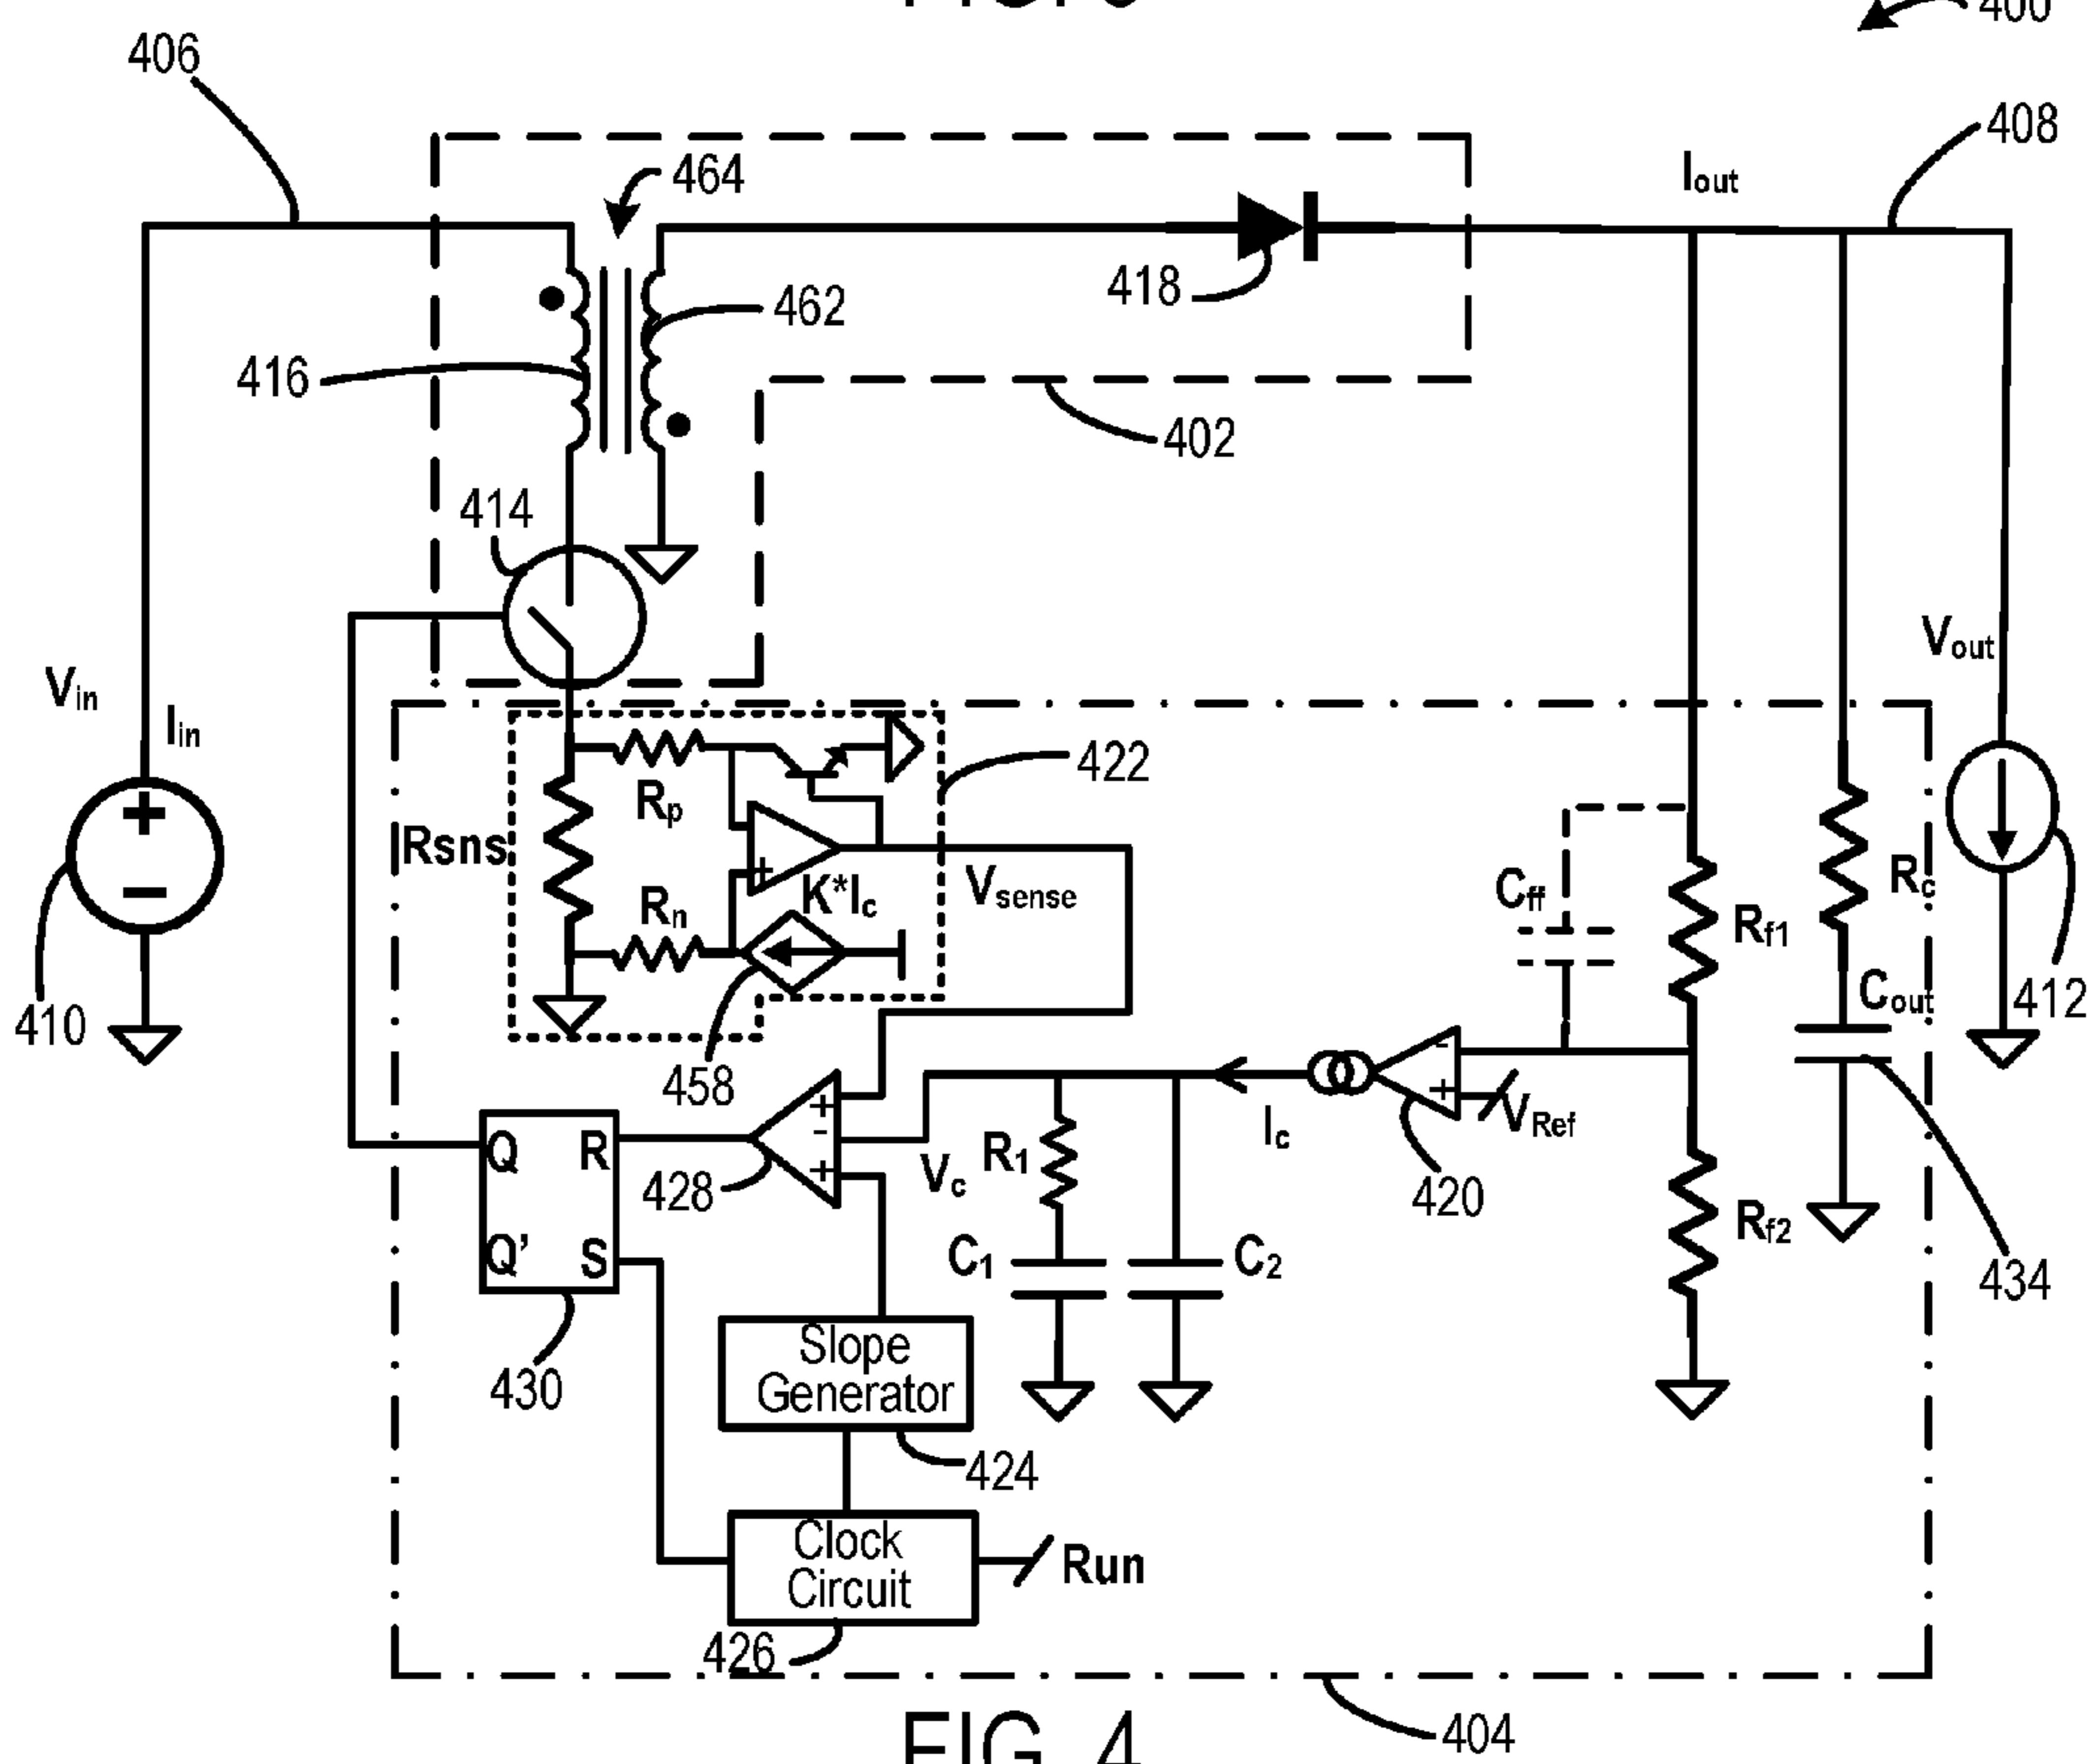 400
406
408
464
Iout
418
462
416
402
414
Vin
Iin
Vout
422
Rp
Rsns
+
K*Ic
Rn
Vsense
Cff
Rf1
Rc
+
−
410
Cout
412
458
-
+
VRef
Ic
+
-
+
Q
R
R1
Vc
428
420
Rf2
Q’
S
C1
C2
434
Slope
Generator
430
424
Clock
Circuit
Run
426
404
FIG. 4